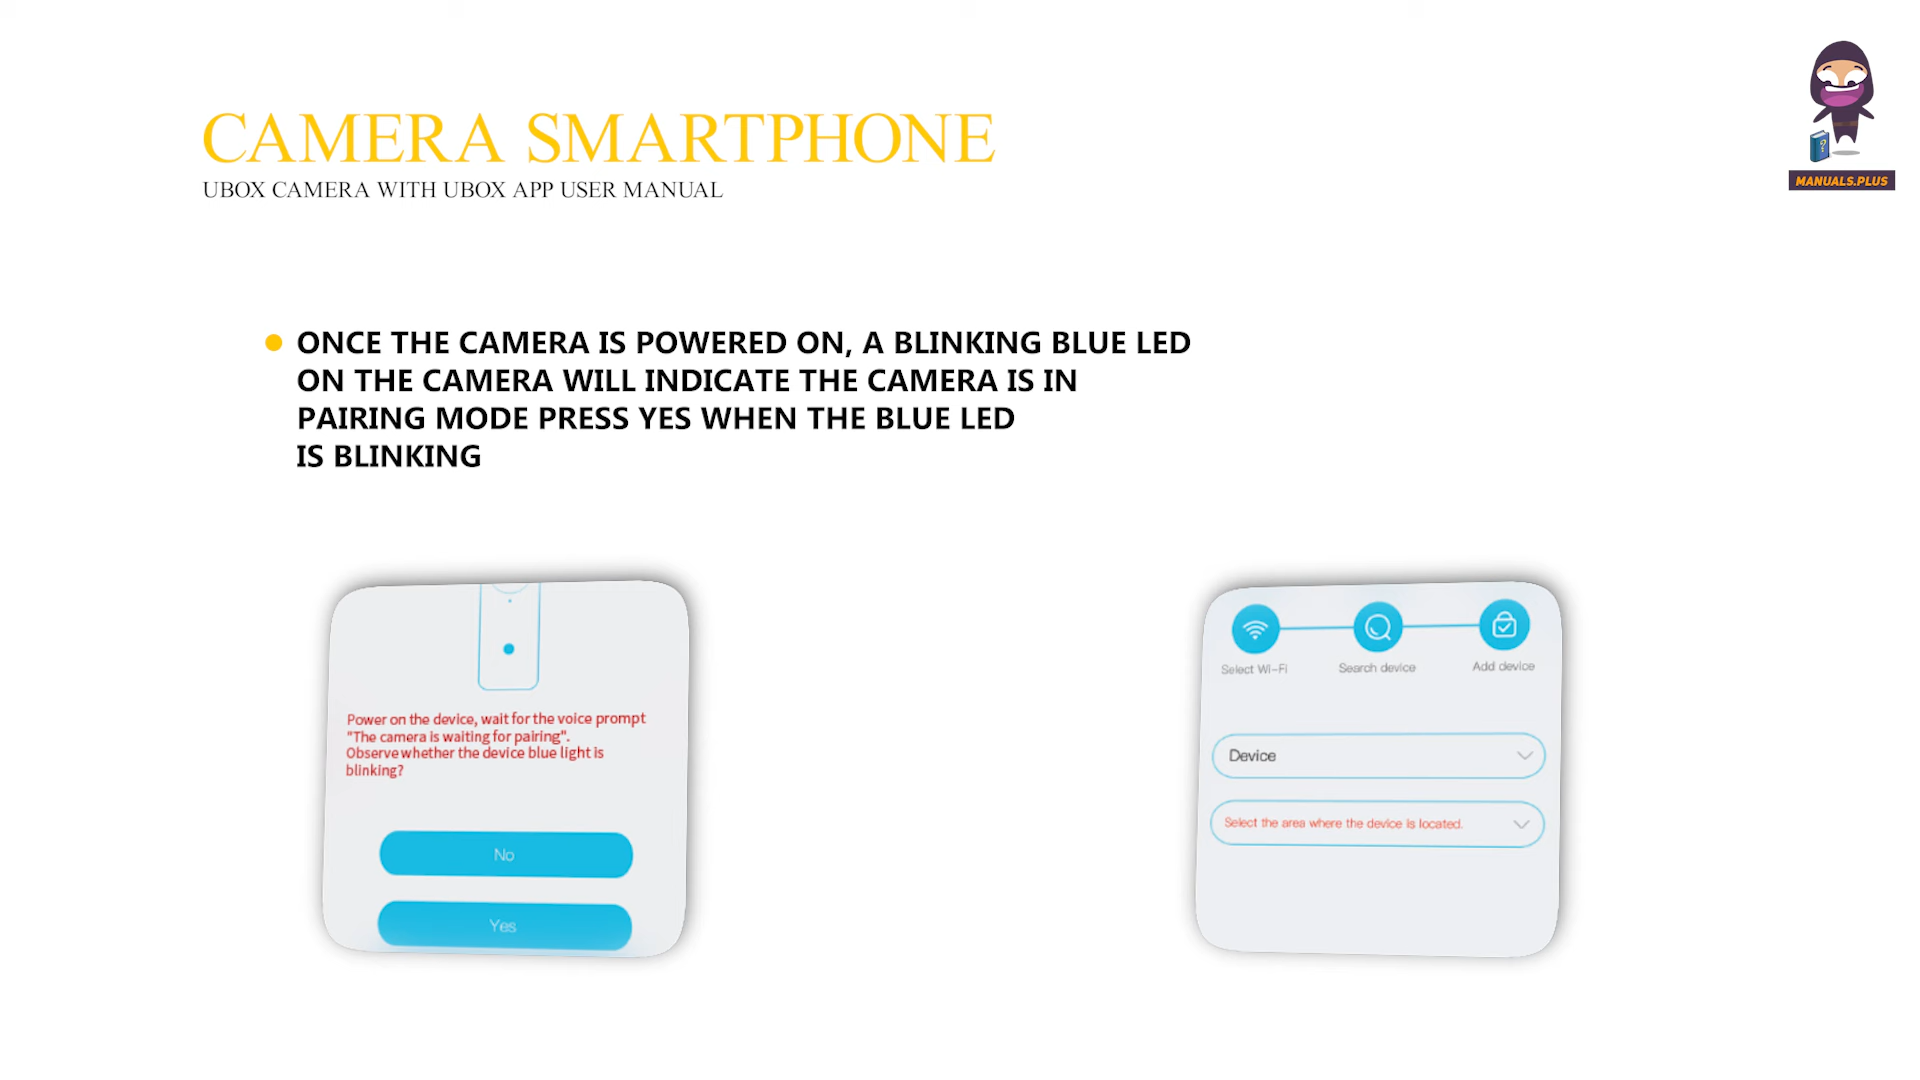 CAMERA SMARTPHONE
UBOX CAMERA WITH UBOX APP USER MANUAL
MANUALS.PLUS
ONCE THE CAMERA IS POWERED ON, A BLINKING BLUE LED
ON THE CAMERA WILL INDICATE THE CAMERA IS IN
PAIRING MODE PRESS YES WHEN THE BLUE LED
IS BLINKING
Power on the device, wait for the voice prompt
"The camera is waiting for pairing".
Observe whether the device blue light is
blinking?
No
Yes
Select Wi-Fi
Search device
Add device
Device
Select the area where the device is located.